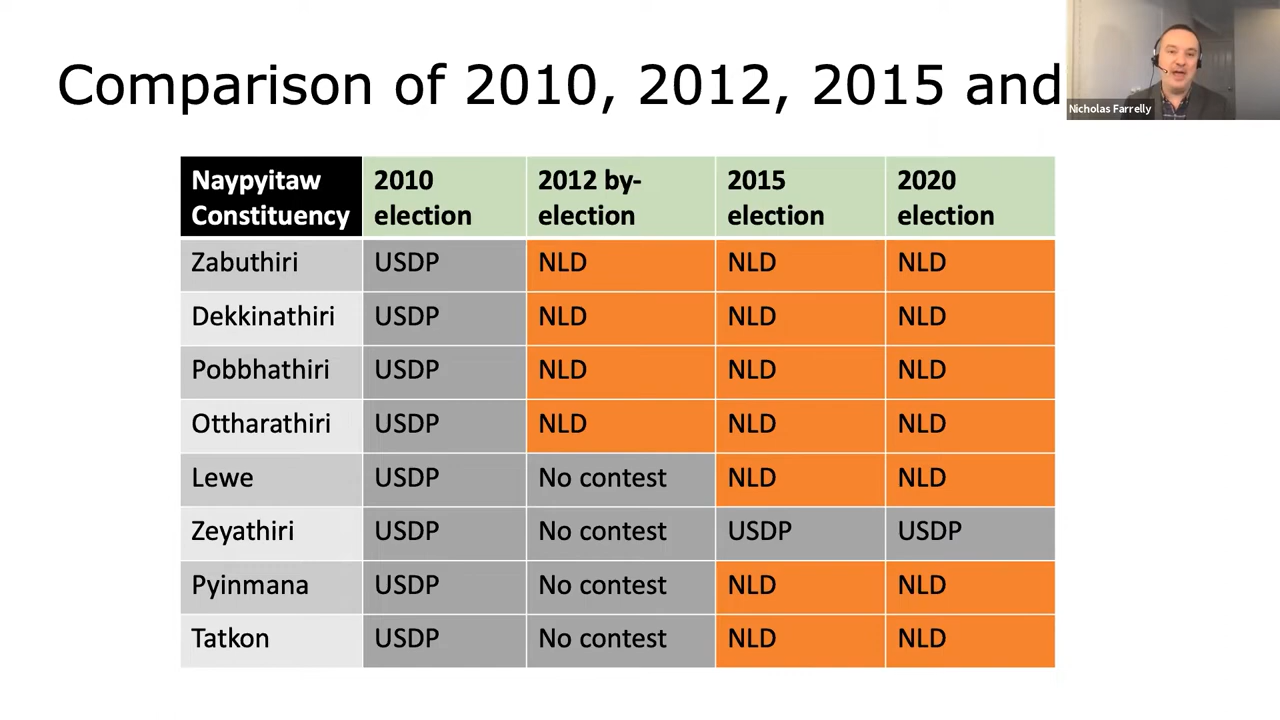 Comparison of 2010, 2012, 2015 and
Nicholas Farrelly
Naypyitaw Constituency 2010 election 2012 by-election 2015 election 2020 election
Zabuthiri USDP NLD NLD NLD
Dekkinathiri USDP NLD NLD NLD
Pobbhathiri USDP NLD NLD NLD
Ottharathiri USDP NLD NLD NLD
Lewe USDP No contest NLD NLD
Zeyathiri USDP No contest USDP USDP
Pyinmana USDP No contest NLD NLD
Tatkon USDP No contest NLD NLD